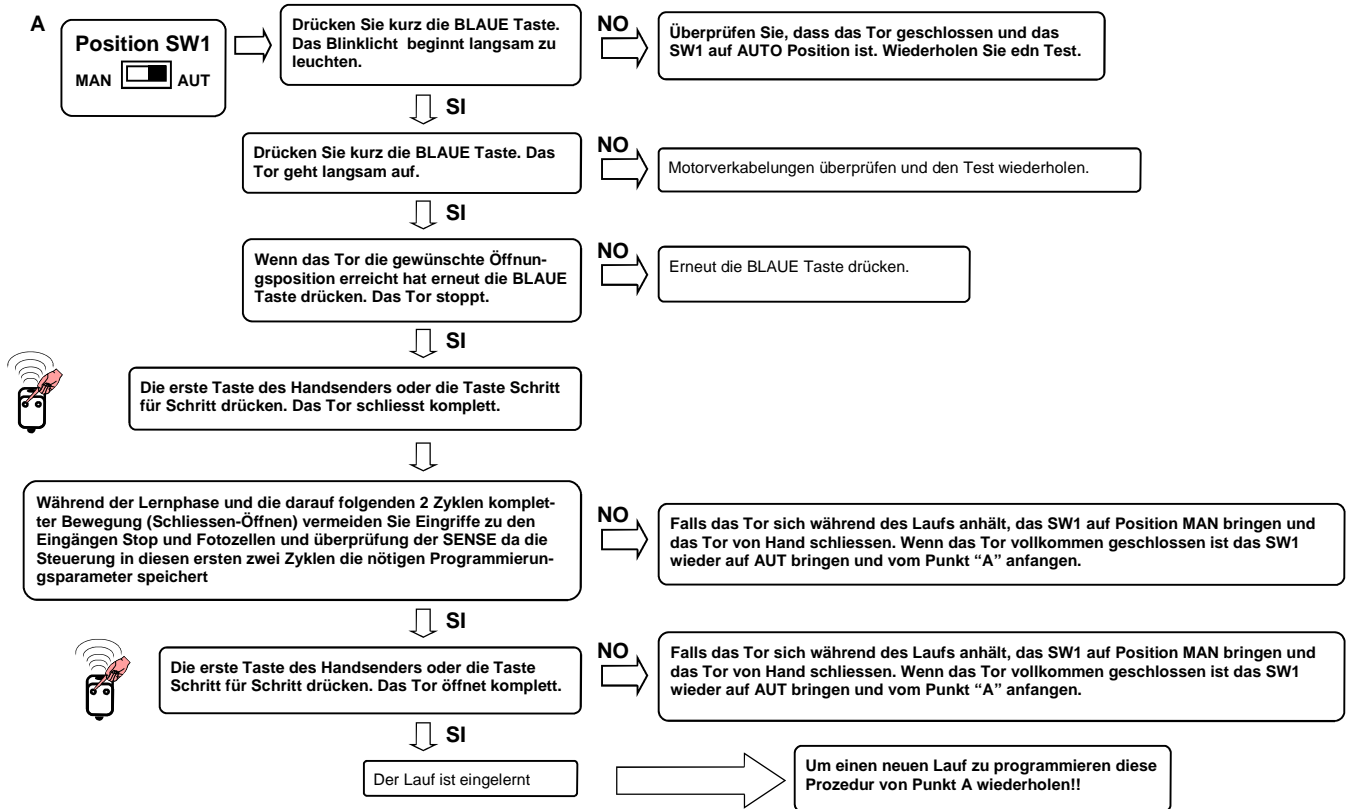 A
Position SW1
MAN AUT
Drücken Sie kurz die BLAUE Taste.
Das Blinklicht beginnt langsam zu
leuchten.
NO
Überprüfen Sie, dass das Tor geschlossen und das
SW1 auf AUTO Position ist. Wiederholen Sie edn Test.
SI
Drücken Sie kurz die BLAUE Taste. Das
Tor geht langsam auf.
NO
Motorverkabelungen überprüfen und den Test wiederholen.
SI
Wenn das Tor die gewünschte Öffnun-
gsposition erreicht hat erneut die BLAUE
Taste drücken. Das Tor stoppt.
NO
Erneut die BLAUE Taste drücken.
SI
Die erste Taste des Handsenders oder die Taste Schritt
für Schritt drücken. Das Tor schliesst komplett.
Während der Lernphase und die darauf folgenden 2 Zyklen komplet-
ter Bewegung (Schliessen-Öffnen) vermeiden Sie Eingriffe zu den
Eingängen Stop und Fotozellen und überprüfung der SENSE da die
Steuerung in diesen ersten zwei Zyklen die nötigen Programmierun-
gsparameter speichert
NO
Falls das Tor sich während des Laufs anhält, das SW1 auf Position MAN bringen und
das Tor von Hand schliessen. Wenn das Tor vollkommen geschlossen ist das SW1
wieder auf AUT bringen und vom Punkt “A” anfangen.
SI
Die erste Taste des Handsenders oder die Taste
Schritt für Schritt drücken. Das Tor öffnet komplett.
NO
Falls das Tor sich während des Laufs anhält, das SW1 auf Position MAN bringen und
das Tor von Hand schliessen. Wenn das Tor vollkommen geschlossen ist das SW1
wieder auf AUT bringen und vom Punkt “A” anfangen.
SI
Der Lauf ist eingelernt
Um einen neuen Lauf zu programmieren diese
Prozedur von Punkt A wiederholen!!